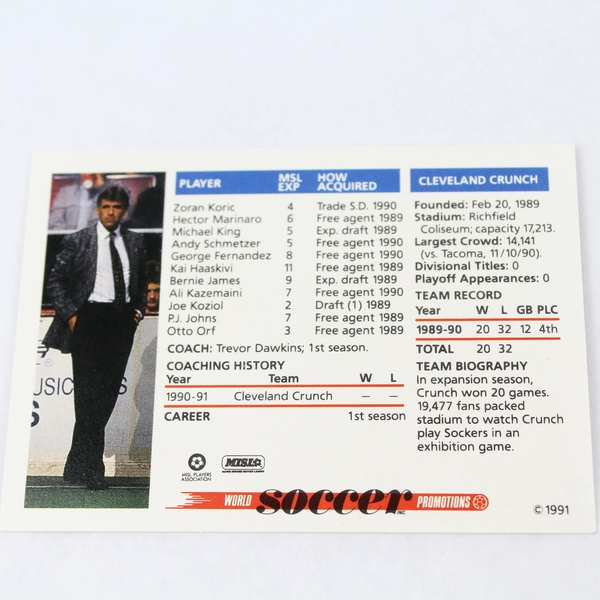 PLAYER MSL EXP HOW ACQUIRED
Zoran Koric 4 Trade S.D. 1990
Hector Marinaro 6 Free agent 1989
Michael King 5 Exp. draft 1989
Andy Schmetzer 5 Free agent 1990
George Fernandez 8 Free agent 1990
Kai Haaskivi 11 Free agent 1989
Bernie James 9 Exp. draft 1989
Ali Kazemaini 7 Free agent 1990
Joe Koziol 2 Draft (1) 1989
P.J. Johns 7 Free agent 1989
Otto Orf 3 Free agent 1989
COACH: Trevor Dawkins; 1st season.
COACHING HISTORY
Year Team W L
1990-91 Cleveland Crunch — —
CAREER 1st season
CLEVELAND CRUNCH
Founded: Feb 20, 1989
Stadium: Richfield
Coliseum; capacity 17,213.
Largest Crowd: 14,141
(vs. Tacoma, 11/10/90).
Divisional Titles: 0
Playoff Appearances: 0
TEAM RECORD
Year W L GB PLC
1989-90 20 32 12 4th
TOTAL 20 32
TEAM BIOGRAPHY
In expansion season,
Crunch won 20 games.
19,477 fans packed
stadium to watch Crunch
play Sockers in an
exhibition game.
USIC S
S
MISL PLAYERS
ASSOCIATION
MISL
WORLD soccer PROMOTIONS
INC.
© 1991